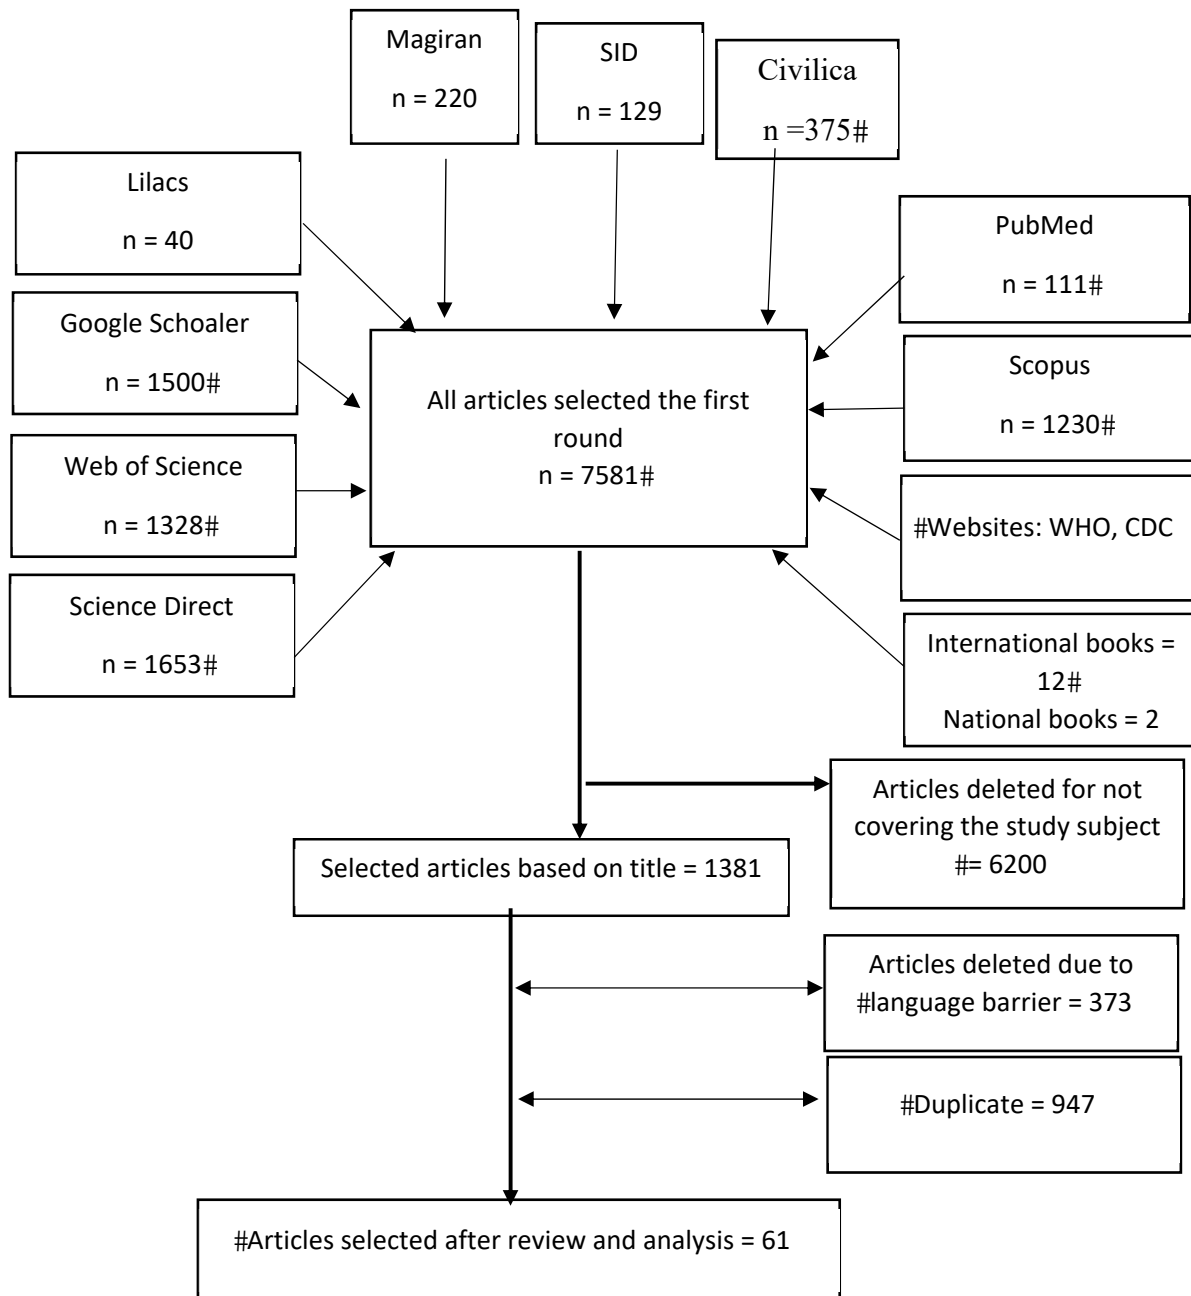 Magiran
n = 220
SID
n = 129
Civilica
n =375#
Lilacs
n = 40
Google Schoaler
n = 1500#
Web of Science
n = 1328#
Science Direct
n = 1653#
All articles selected the first
round
n = 7581#
PubMed
n = 111#
Scopus
n = 1230#
#Websites: WHO, CDC
International books =
12#
National books = 2
Articles deleted for not
covering the study subject
#= 6200
Selected articles based on title = 1381
Articles deleted due to
#language barrier = 373
#Duplicate = 947
#Articles selected after review and analysis = 61